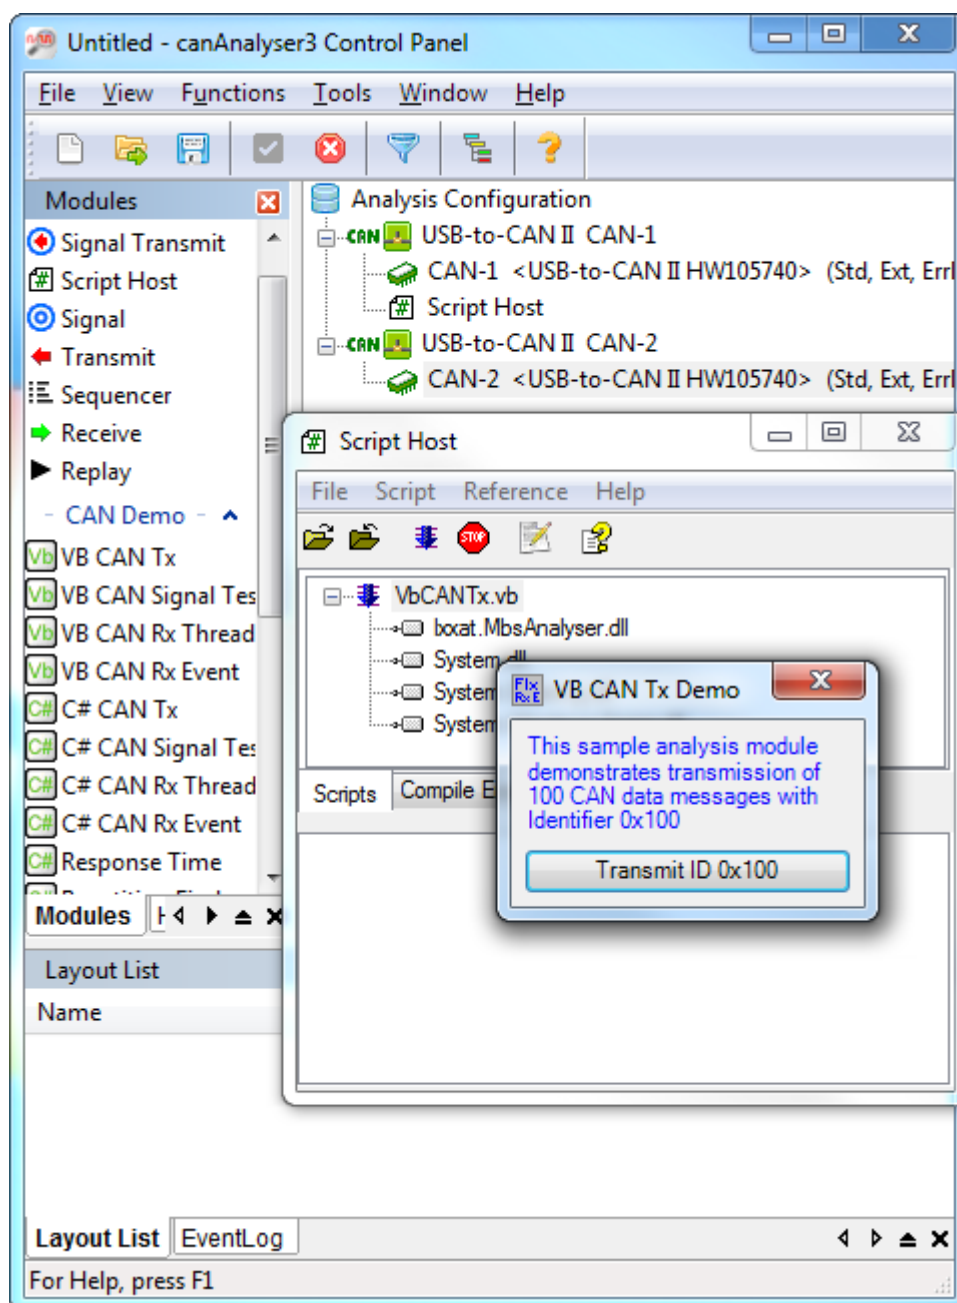 Untitled - canAnalyser3 Control Panel
File View Functions Tools Window Help
Modules
Signal Transmit
Script Host
Signal
Transmit
Sequencer
Receive
Replay
- CAN Demo -
Vb VB CAN Tx
Vb VB CAN Signal Tes
Vb VB CAN Rx Thread
Vb VB CAN Rx Event
C# C# CAN Tx
C# C# CAN Signal Tes
C# C# CAN Rx Thread
C# C# CAN Rx Event
C# Response Time
Modules
Layout List
Name
Analysis Configuration
CAN USB-to-CAN II CAN-1
CAN-1 <USB-to-CAN II HW105740> (Std, Ext, Err
# Script Host
CAN USB-to-CAN II CAN-2
CAN-2 <USB-to-CAN II HW105740> (Std, Ext, Err
# Script Host
File Script Reference Help
STOP
VbCANTx.vb
Ixxat.MbsAnalyser.dll
System.dll
System
System
Scripts Compile E
VB CAN Tx Demo
This sample analysis module
demonstrates transmission of
100 CAN data messages with
Identifier 0x100
Transmit ID 0x100
Layout List EventLog
For Help, press F1